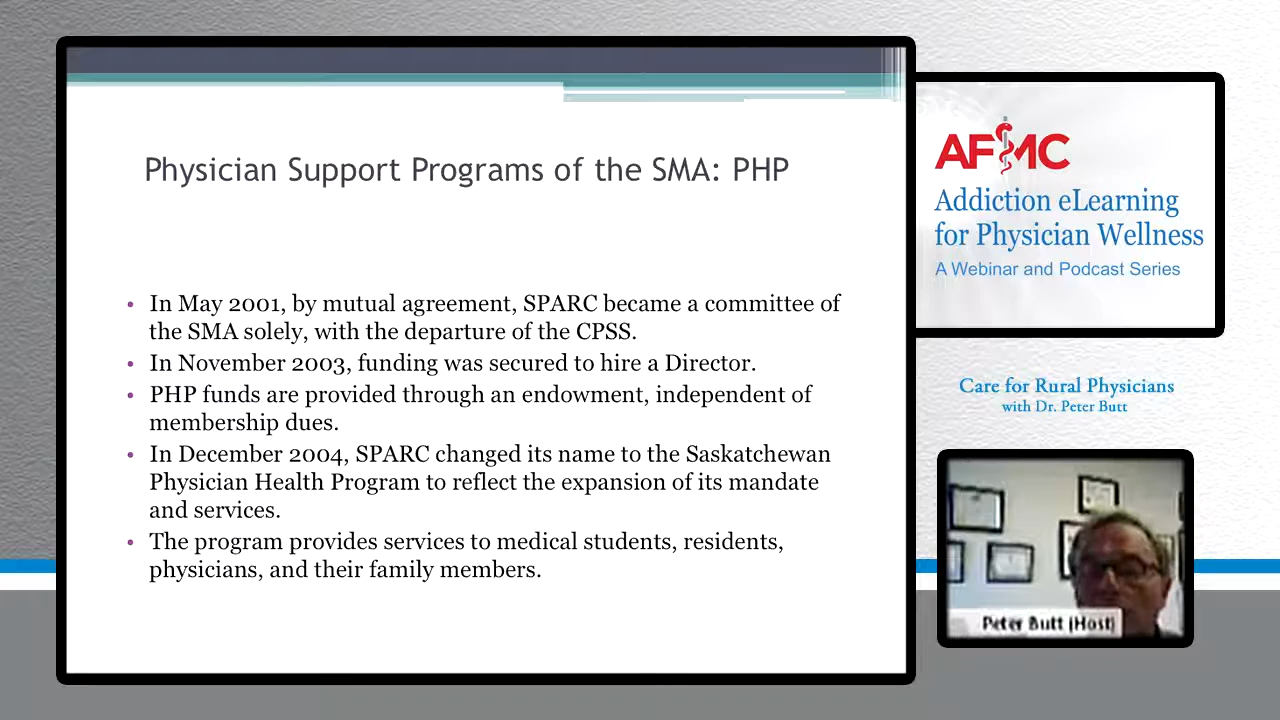 Physician Support Programs of the SMA: PHP
• In May 2001, by mutual agreement, SPARC became a committee of
the SMA solely, with the departure of the CPSS.
• In November 2003, funding was secured to hire a Director.
• PHP funds are provided through an endowment, independent of
membership dues.
• In December 2004, SPARC changed its name to the Saskatchewan
Physician Health Program to reflect the expansion of its mandate
and services.
• The program provides services to medical students, residents,
physicians, and their family members.
AFMC
Addiction eLearning
for Physician Wellness
A Webinar and Podcast Series
Care for Rural Physicians
with Dr. Peter Butt
Peter Butt (Host)